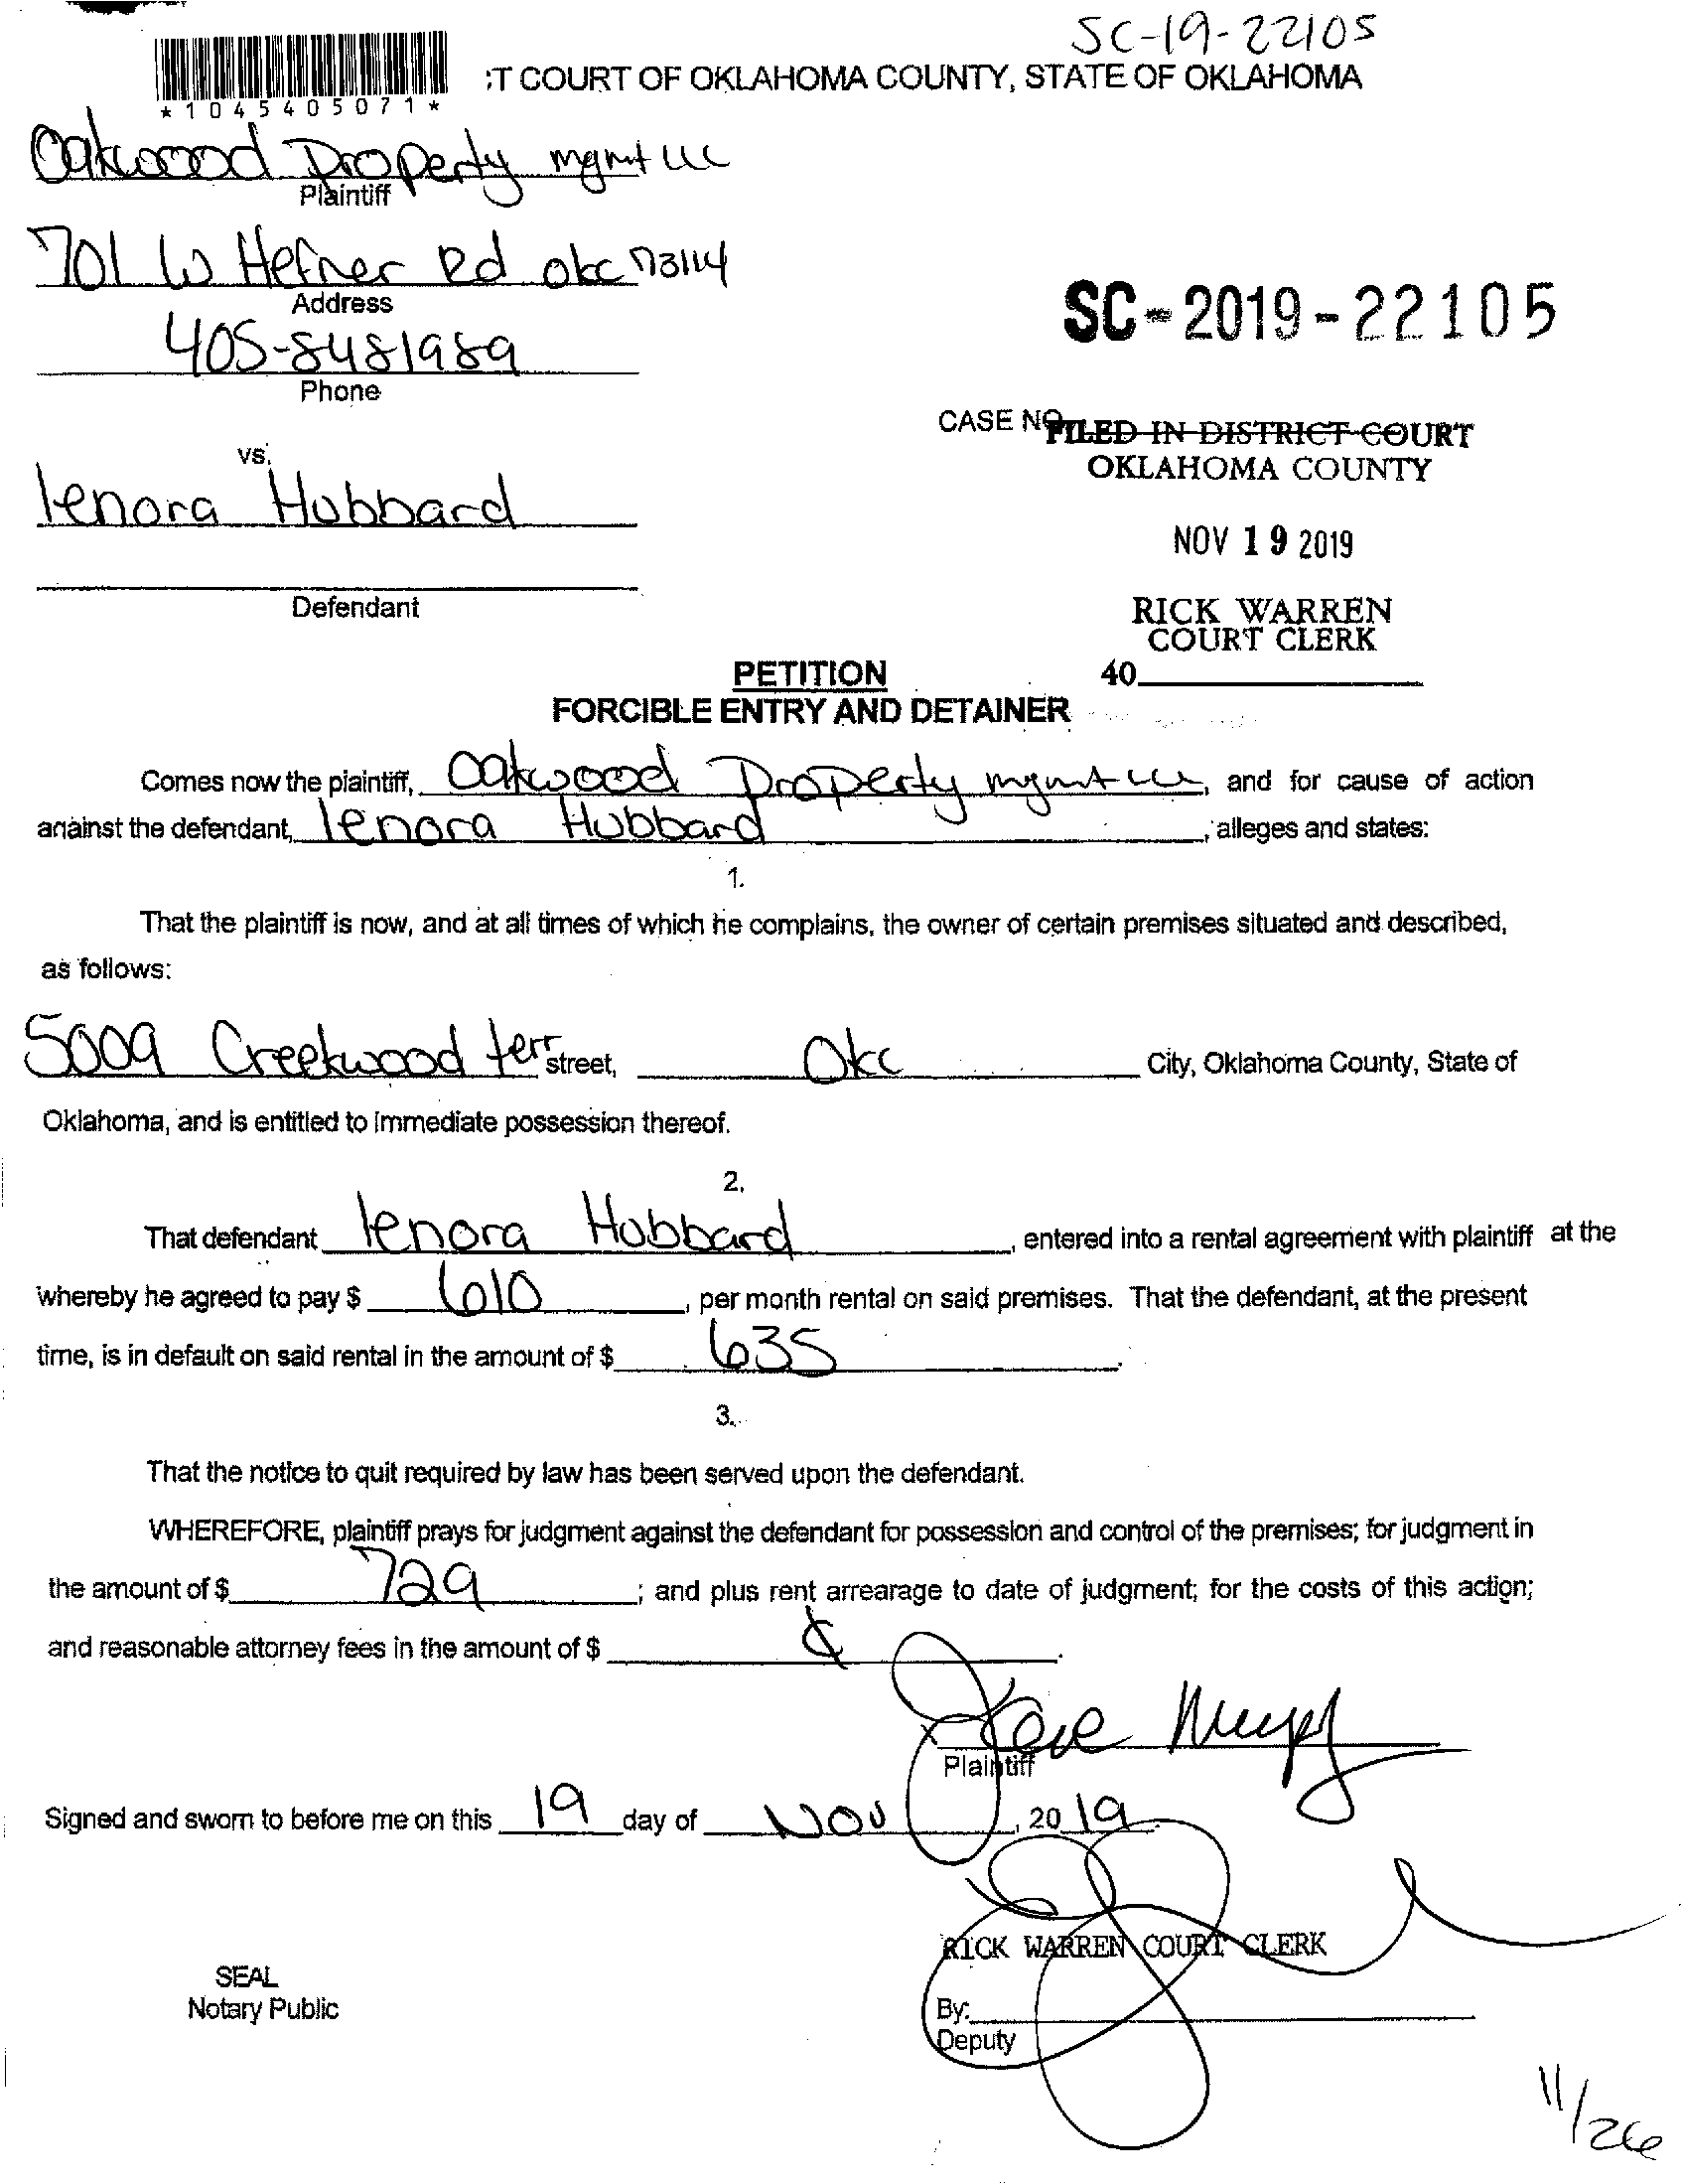 SC-19-22105
*1045405071*
:T COURT OF OKLAHOMA COUNTY, STATE OF OKLAHOMA
Oakwood Property mgmt LLC
Plaintiff
701 W Hefner Rd okc 73114
Address
405-8481989
Phone
SC-2019-22105
CASE NO.
FILED IN DISTRICT COURT
OKLAHOMA COUNTY
vs.
lenora Hubbard
NOV 19 2019
Defendant
RICK WARREN
COURT CLERK
40
PETITION
FORCIBLE ENTRY AND DETAINER
Comes now the plaintiff, Oakwood Property mgmt LLC, and for cause of action
against the defendant, lenora Hubbard, alleges and states:
1.
That the plaintiff is now, and at all times of which he complains, the owner of certain premises situated and described,
as follows:
5009 Creekwood terr street, Okc City, Oklahoma County, State of
Oklahoma, and is entitled to immediate possession thereof.
2.
That defendant lenora Hubbard, entered into a rental agreement with plaintiff at the
whereby he agreed to pay $ 610, per month rental on said premises. That the defendant, at the present
time, is in default on said rental in the amount of $ 635.
3.
That the notice to quit required by law has been served upon the defendant.
WHEREFORE, plaintiff prays for judgment against the defendant for possession and control of the premises; for judgment in
the amount of $ 729; and plus rent arrearage to date of judgment; for the costs of this action;
and reasonable attorney fees in the amount of $
Plaintiff
Signed and sworn to before me on this 19 day of Nov, 20 19.
RICK WARREN COURT CLERK
SEAL
Notary Public
By:
Deputy
11/26